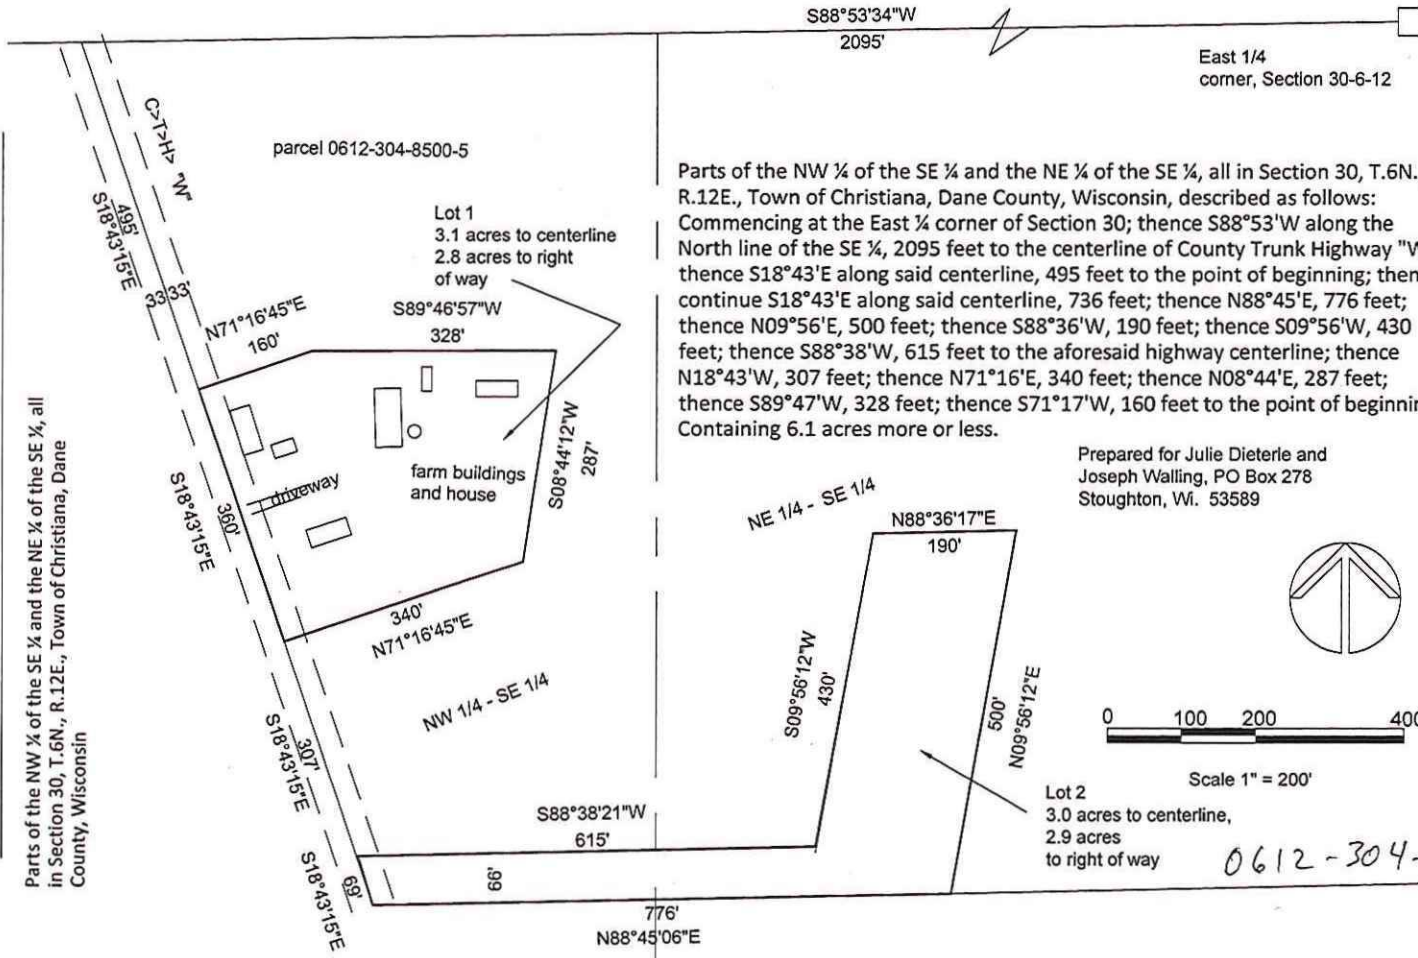 S88°53'34"W
2095'
East 1/4
corner, Section 30-6-12
C>T>H> "W"
parcel 0612-304-8500-5
495'
S18°43'15"E
33'
33'
Lot 1
3.1 acres to centerline
2.8 acres to right
of way
N71°16'45"E
160'
S89°46'57"W
328'
Parts of the NW ¼ of the SE ¼ and the NE ¼ of the SE ¼, all in Section 30, T.6N.
R.12E., Town of Christiana, Dane County, Wisconsin, described as follows:
Commencing at the East ¼ corner of Section 30; thence S88°53'W along the
North line of the SE ¼, 2095 feet to the centerline of County Trunk Highway "W
thence S18°43'E along said centerline, 495 feet to the point of beginning; then
continue S18°43'E along said centerline, 736 feet; thence N88°45'E, 776 feet;
thence N09°56'E, 500 feet; thence S88°36'W, 190 feet; thence S09°56'W, 430
feet; thence S88°38'W, 615 feet to the aforesaid highway centerline; thence
N18°43'W, 307 feet; thence N71°16'E, 340 feet; thence N08°44'E, 287 feet;
thence S89°47'W, 328 feet; thence S71°17'W, 160 feet to the point of beginnin
Containing 6.1 acres more or less.
Prepared for Julie Dieterle and
Joseph Walling, PO Box 278
Stoughton, Wi. 53589
S08°44'12"W
287'
farm buildings
and house
driveway
360'
S18°43'15"E
340'
N71°16'45"E
NE 1/4 - SE 1/4
N88°36'17"E
190'
NW 1/4 - SE 1/4
S09°56'12"W
430'
500'
N09°56'12"E
0 100 200 400
Scale 1" = 200'
Lot 2
3.0 acres to centerline,
2.9 acres
to right of way
0612-304-
307'
S18°43'15"E
S88°38'21"W
615'
66'
69'
S18°43'15"E
776'
N88°45'06"E
Parts of the NW ¼ of the SE ¼ and the NE ¼ of the SE ¼, all
in Section 30, T.6N., R.12E., Town of Christiana, Dane
County, Wisconsin